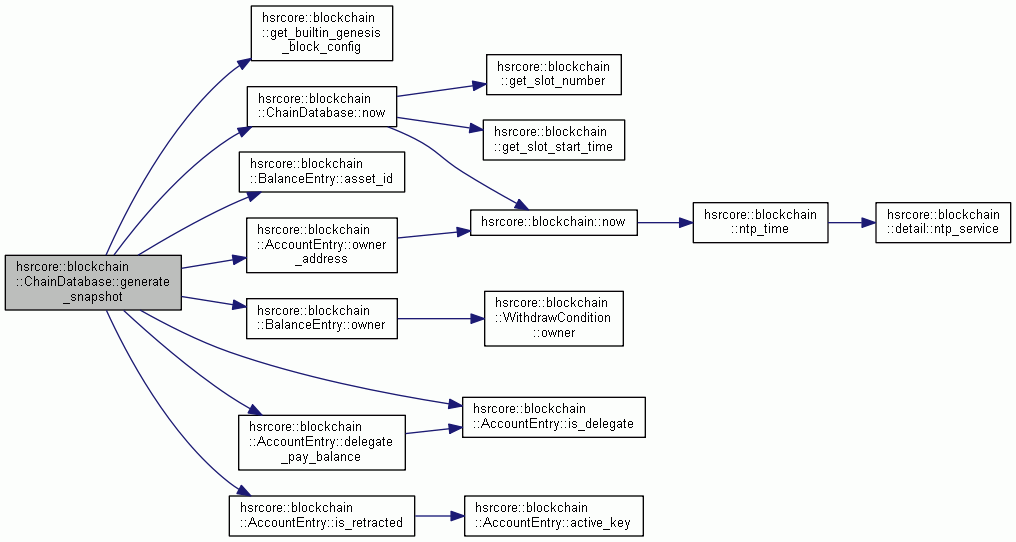 hsrcore::blockchain
::ChainDatabase::generate
_snapshot
hsrcore::blockchain
::get_builtin_genesis
_block_config
hsrcore::blockchain
::ChainDatabase::now
hsrcore::blockchain
::get_slot_number
hsrcore::blockchain
::get_slot_start_time
hsrcore::blockchain
::BalanceEntry::asset_id
hsrcore::blockchain
::AccountEntry::owner
_address
hsrcore::blockchain::now
hsrcore::blockchain
::ntp_time
hsrcore::blockchain
::detail::ntp_service
hsrcore::blockchain
::BalanceEntry::owner
hsrcore::blockchain
::WithdrawCondition
::owner
hsrcore::blockchain
::AccountEntry::delegate
_pay_balance
hsrcore::blockchain
::AccountEntry::is_delegate
hsrcore::blockchain
::AccountEntry::is_retracted
hsrcore::blockchain
::AccountEntry::active_key